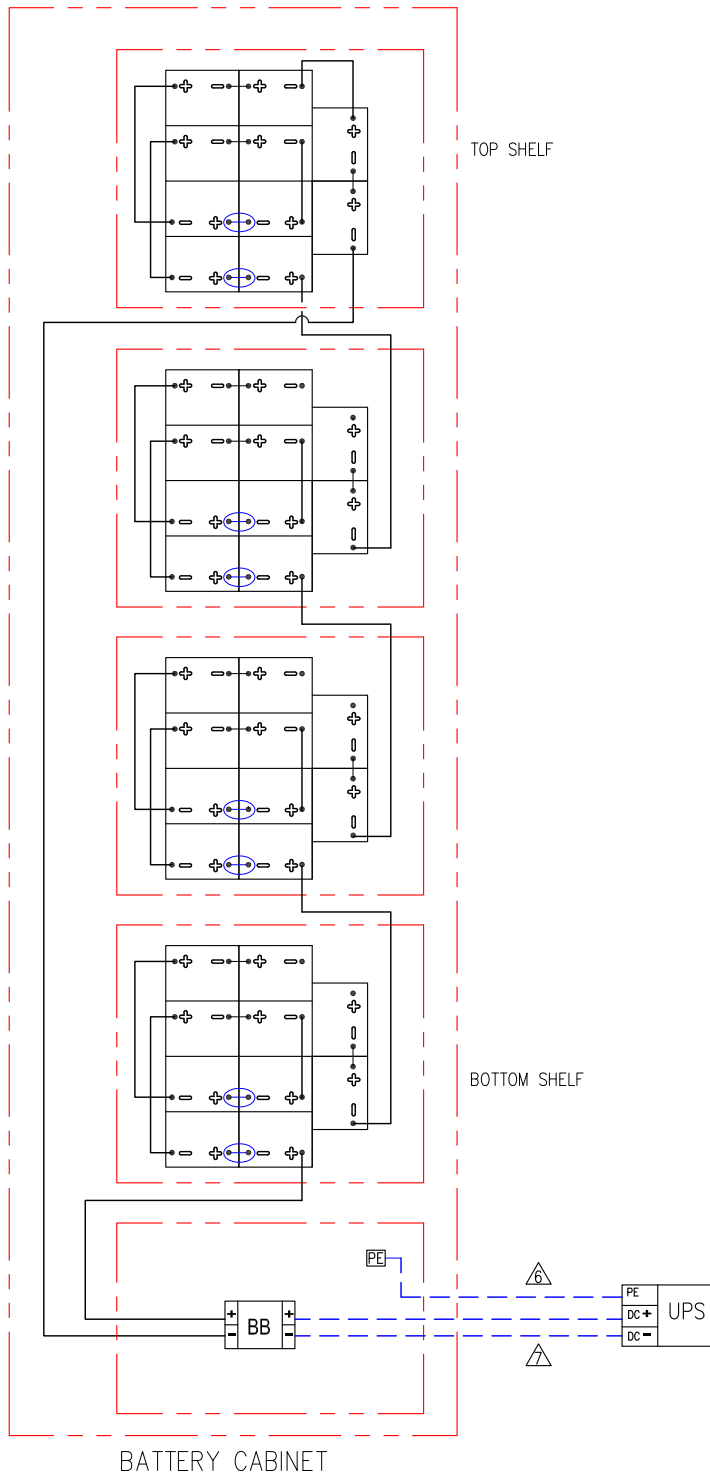 TOP SHELF
BOTTOM SHELF
PE
6
PE
DC +
UPS
DC -
+ BB +
- -
7
BATTERY CABINET